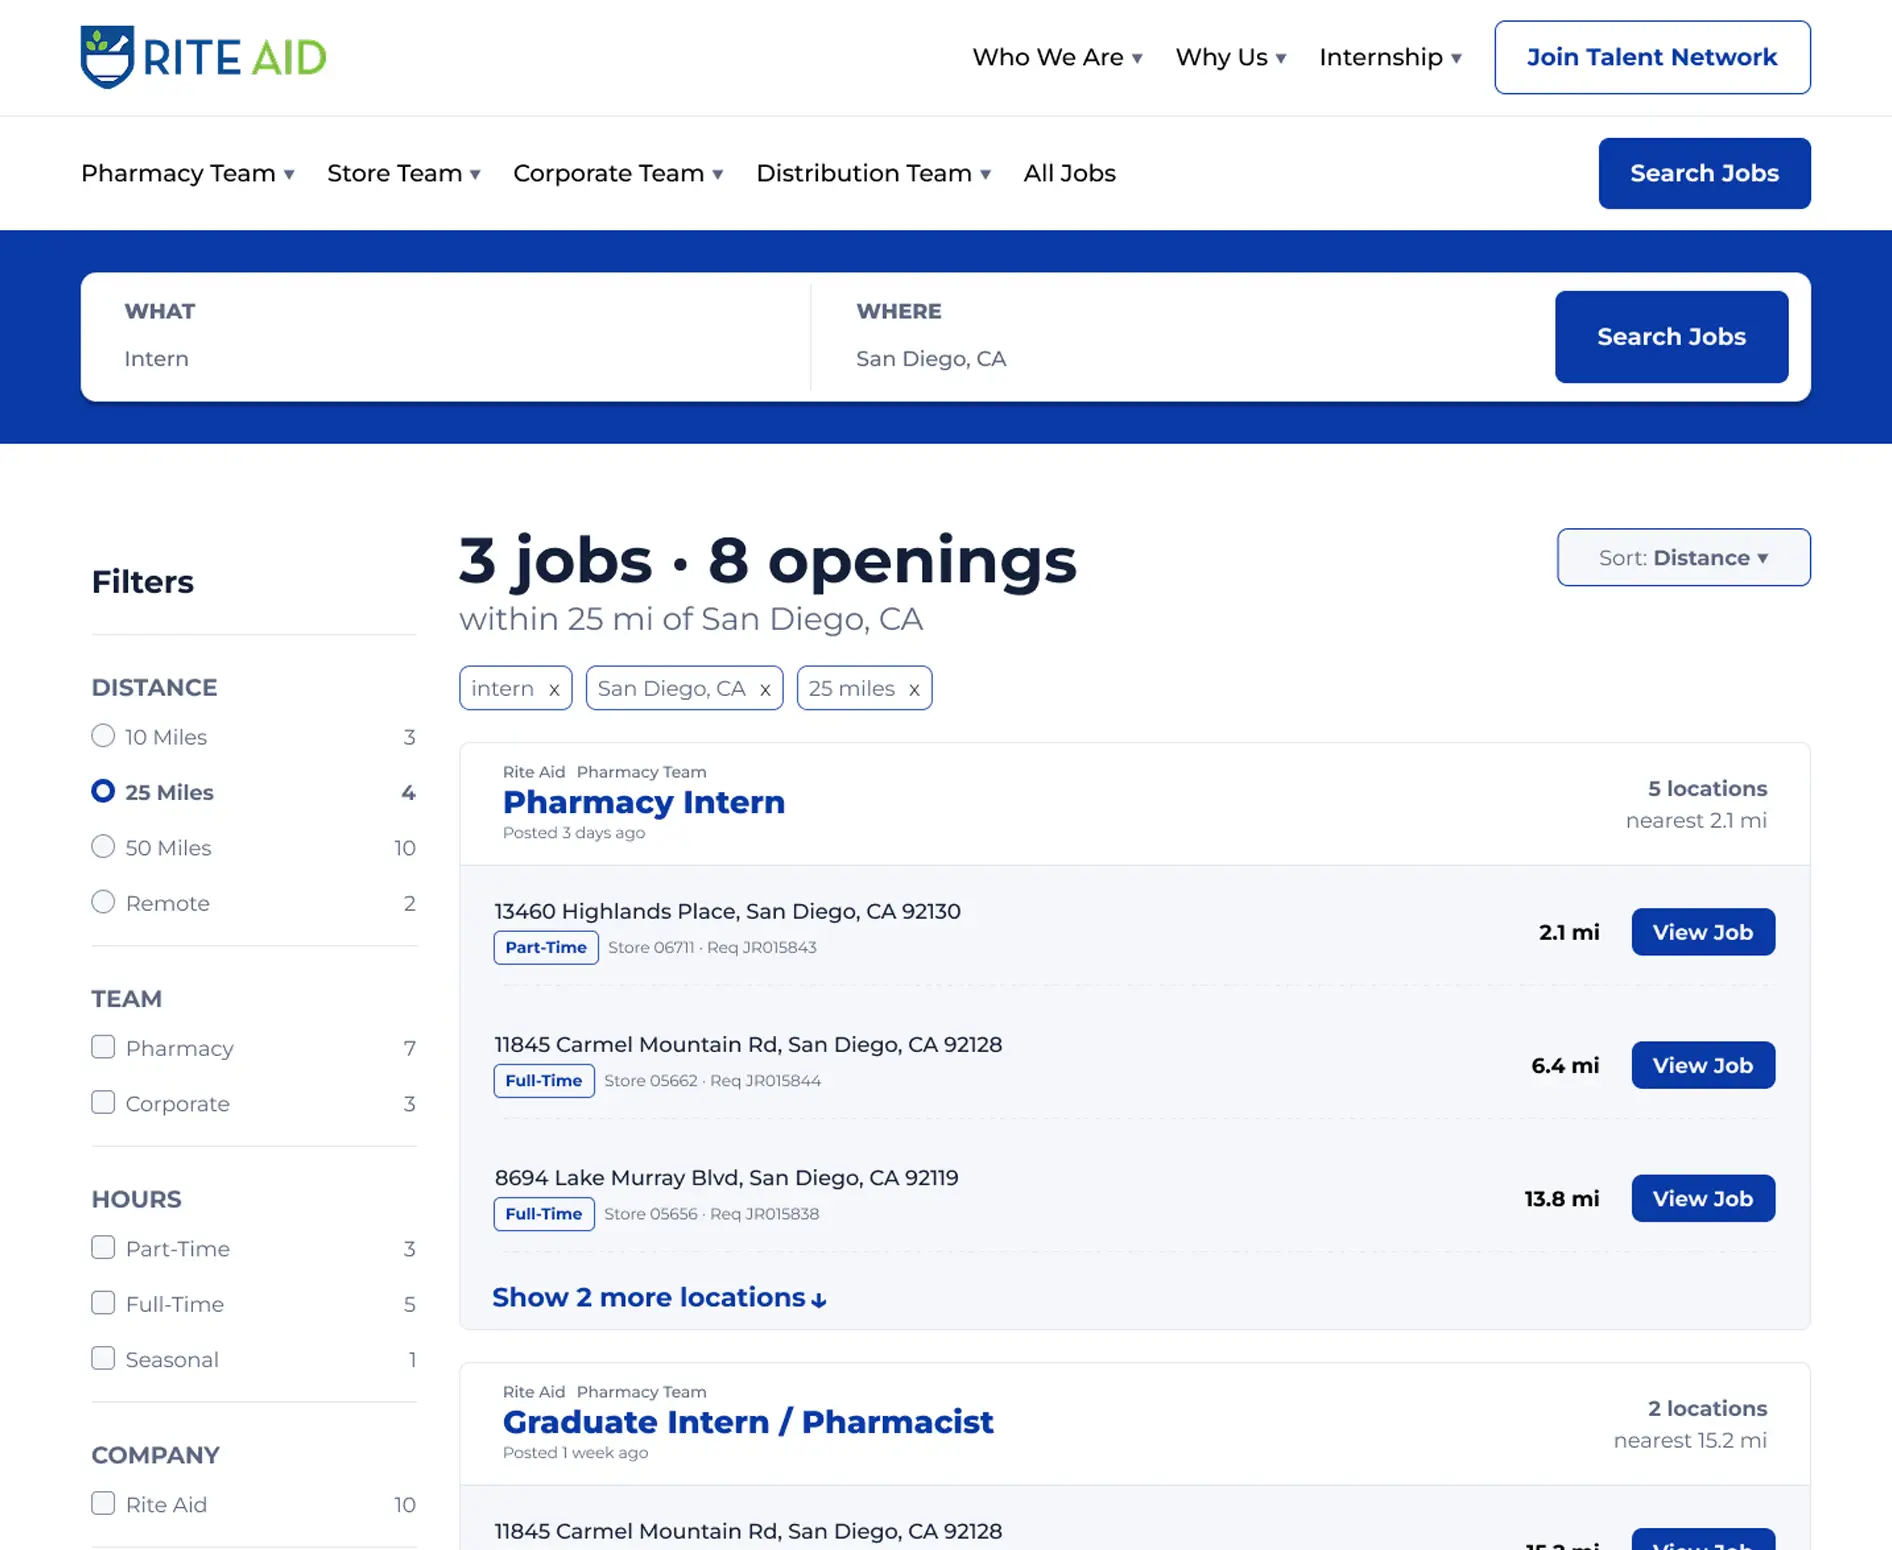 RITE AID
Who We Are ▾ Why Us ▾ Internship ▾ Join Talent Network
Pharmacy Team ▾ Store Team ▾ Corporate Team ▾ Distribution Team ▾ All Jobs Search Jobs
WHAT
Intern
WHERE
San Diego, CA
Search Jobs
Filters
DISTANCE
10 Miles 3
25 Miles 4
50 Miles 10
Remote 2
TEAM
Pharmacy 7
Corporate 3
HOURS
Part-Time 3
Full-Time 5
Seasonal 1
COMPANY
Rite Aid 10
3 jobs · 8 openings
within 25 mi of San Diego, CA
Sort: Distance ▾
intern x San Diego, CA x 25 miles x
Rite Aid Pharmacy Team
Pharmacy Intern
Posted 3 days ago
5 locations
nearest 2.1 mi
13460 Highlands Place, San Diego, CA 92130
Part-Time Store 06711 · Req JR015843
2.1 mi View Job
11845 Carmel Mountain Rd, San Diego, CA 92128
Full-Time Store 05662 · Req JR015844
6.4 mi View Job
8694 Lake Murray Blvd, San Diego, CA 92119
Full-Time Store 05656 · Req JR015838
13.8 mi View Job
Show 2 more locations ↓
Rite Aid Pharmacy Team
Graduate Intern / Pharmacist
Posted 1 week ago
2 locations
nearest 15.2 mi
11845 Carmel Mountain Rd, San Diego, CA 92128
15.2 mi View Job